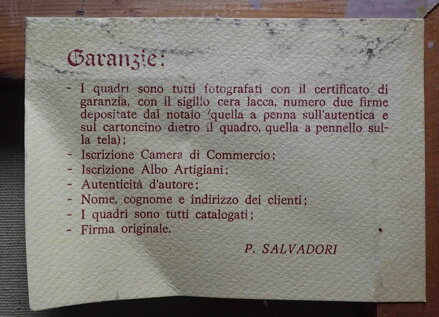 Garanzie:
- I quadri sono tutti fotografati con il certificato di
garanzia, con il sigillo cera lacca, numero due firme
depositate dal notaio (quella a penna sull'autentica e
sul cartoncino dietro il quadro, quella a pennello sul-
la tela);
- Iscrizione Camera di Commercio;
- Iscrizione Albo Artigiani;
- Autenticità d'autore;
- Nome, cognome e indirizzo dei clienti;
- I quadri sono tutti catalogati;
- Firma originale.
P. SALVADORI